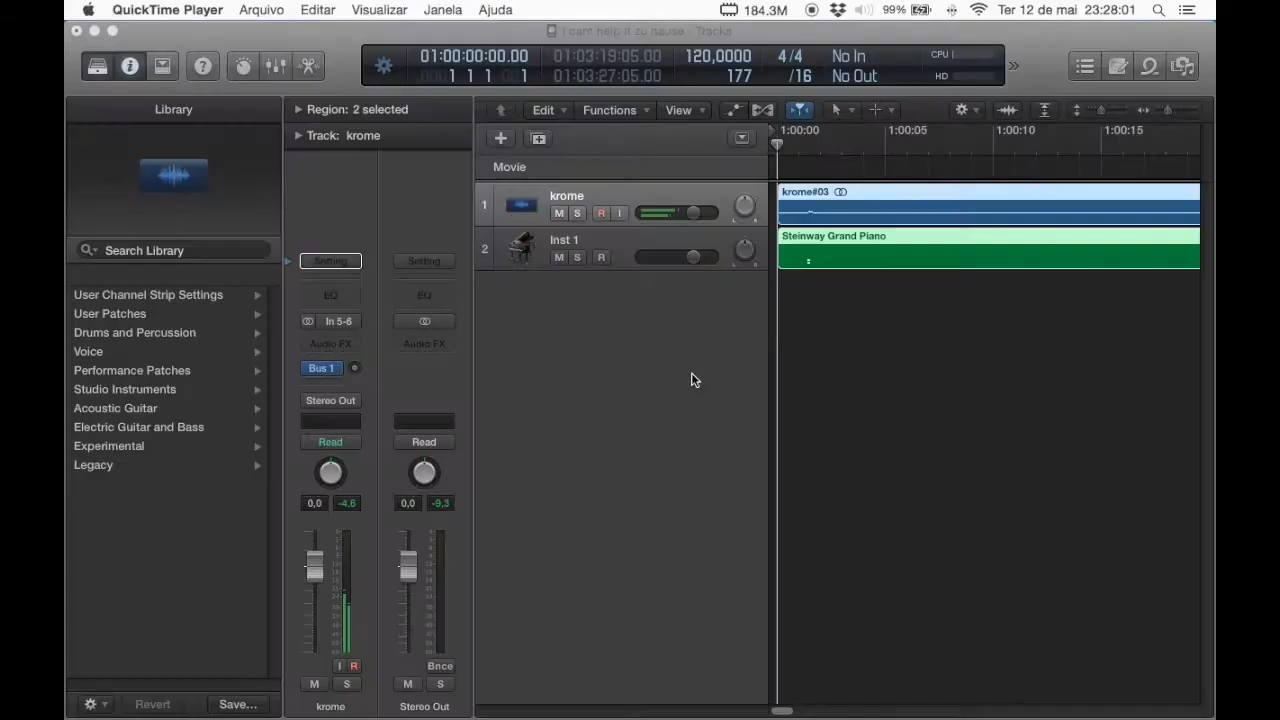 QuickTime Player Arquivo Editar Visualizar Janela Ajuda 184.3M 99% Ter 12 de mai 23:28:01
I cant help it zu hause - Tracks
01:00:00:00.00 01:03:19:05.00 120,0000 4/4 No In CPU
1 1 1 1 01:03:27:05.00 177 /16 No Out HD
Library
Region: 2 selected
Edit Functions View
Track: krome
1:00:00 1:00:05 1:00:10 1:00:15
Movie
1 krome
M S R I
krome#03
2 Inst 1
M S R
Steinway Grand Piano
Search Library
Setting Setting
User Channel Strip Settings
User Patches
Drums and Percussion
Voice
Performance Patches
Studio Instruments
Acoustic Guitar
Electric Guitar and Bass
Experimental
Legacy
EQ EQ
In 5-6
Audio FX Audio FX
Bus 1
Stereo Out
Read Read
0,0 -4,6 0,0 -9,3
I R Bnce
M S M S
krome Stereo Out
Revert Save...